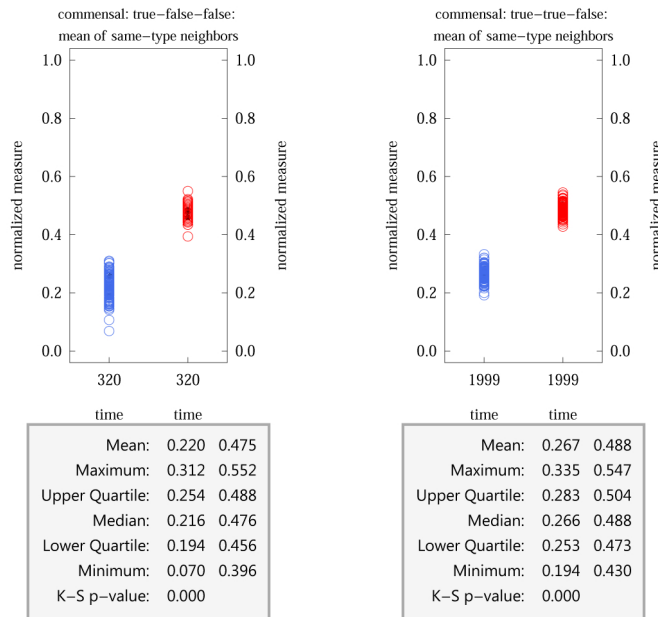 commensal: true–false–false:
mean of same–type neighbors
1.0
0.8
0.6
0.4
0.2
0.0
normalized measure
1.0
0.8
0.6
0.4
0.2
0.0
normalized measure
320 320
time time
Mean: 0.220 0.475
Maximum: 0.312 0.552
Upper Quartile: 0.254 0.488
Median: 0.216 0.476
Lower Quartile: 0.194 0.456
Minimum: 0.070 0.396
K–S p–value: 0.000
commensal: true–true–false:
mean of same–type neighbors
1.0
0.8
0.6
0.4
0.2
0.0
normalized measure
1.0
0.8
0.6
0.4
0.2
0.0
normalized measure
1999 1999
time time
Mean: 0.267 0.488
Maximum: 0.335 0.547
Upper Quartile: 0.283 0.504
Median: 0.266 0.488
Lower Quartile: 0.253 0.473
Minimum: 0.194 0.430
K–S p–value: 0.000